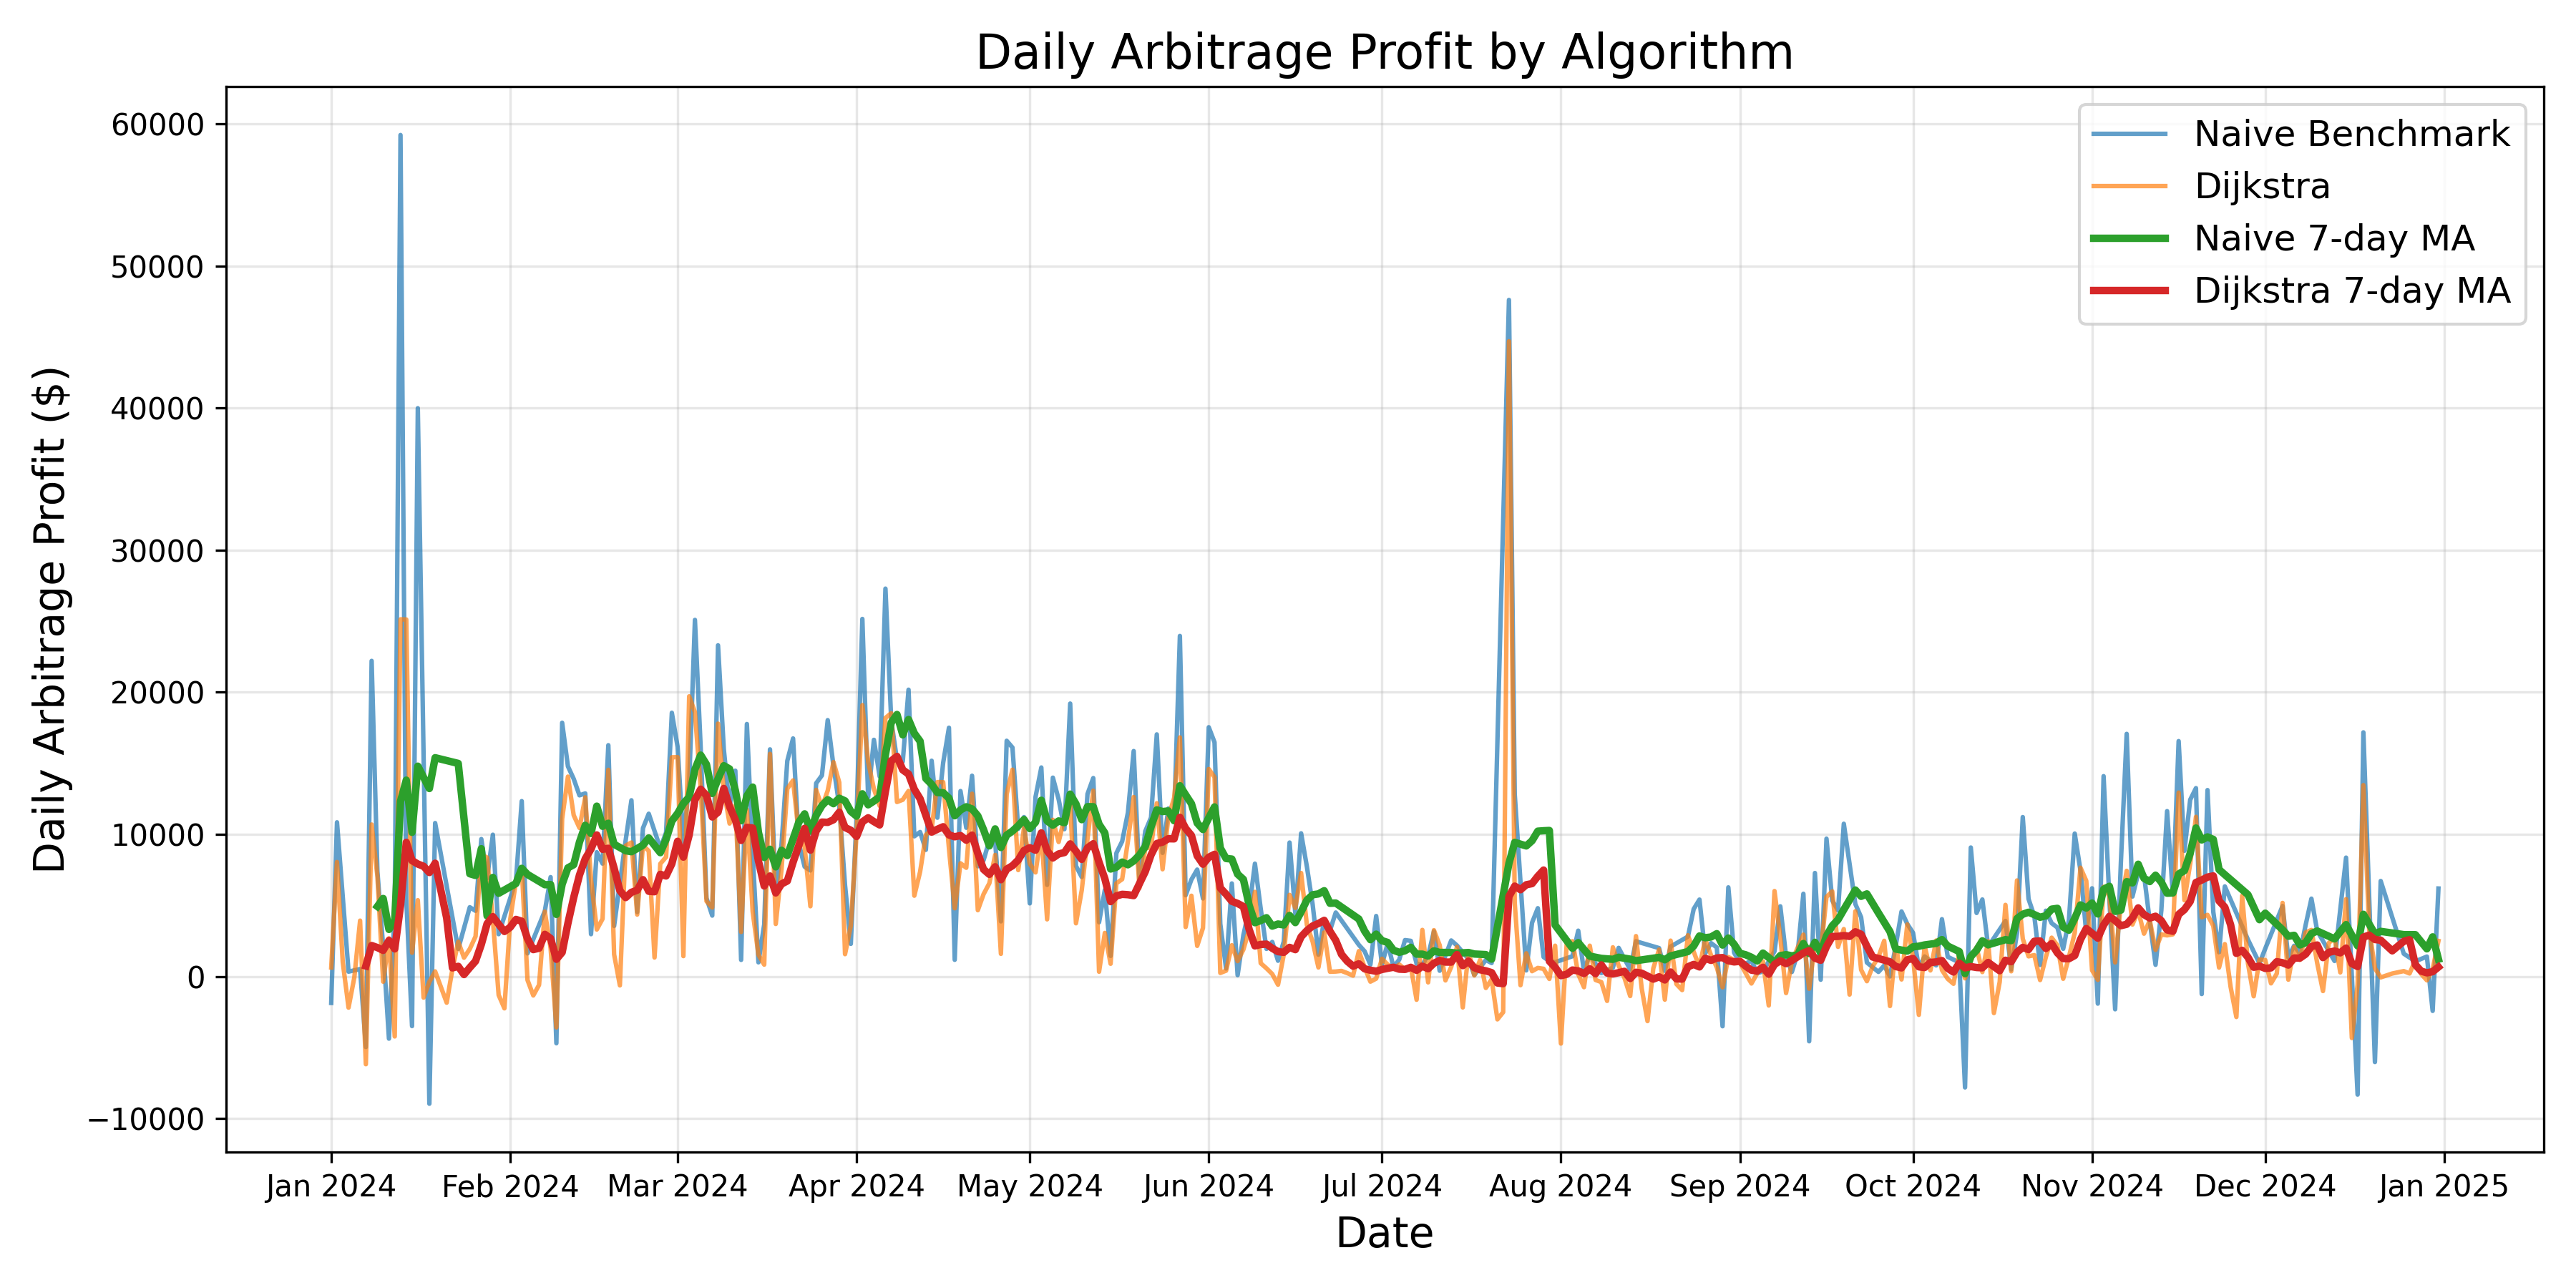 Daily Arbitrage Profit by Algorithm
Daily Arbitrage Profit ($)
60000
50000
40000
30000
20000
10000
0
−10000
Naive Benchmark
Dijkstra
Naive 7-day MA
Dijkstra 7-day MA
Jan 2024 Feb 2024 Mar 2024 Apr 2024 May 2024 Jun 2024 Jul 2024 Aug 2024 Sep 2024 Oct 2024 Nov 2024 Dec 2024 Jan 2025
Date